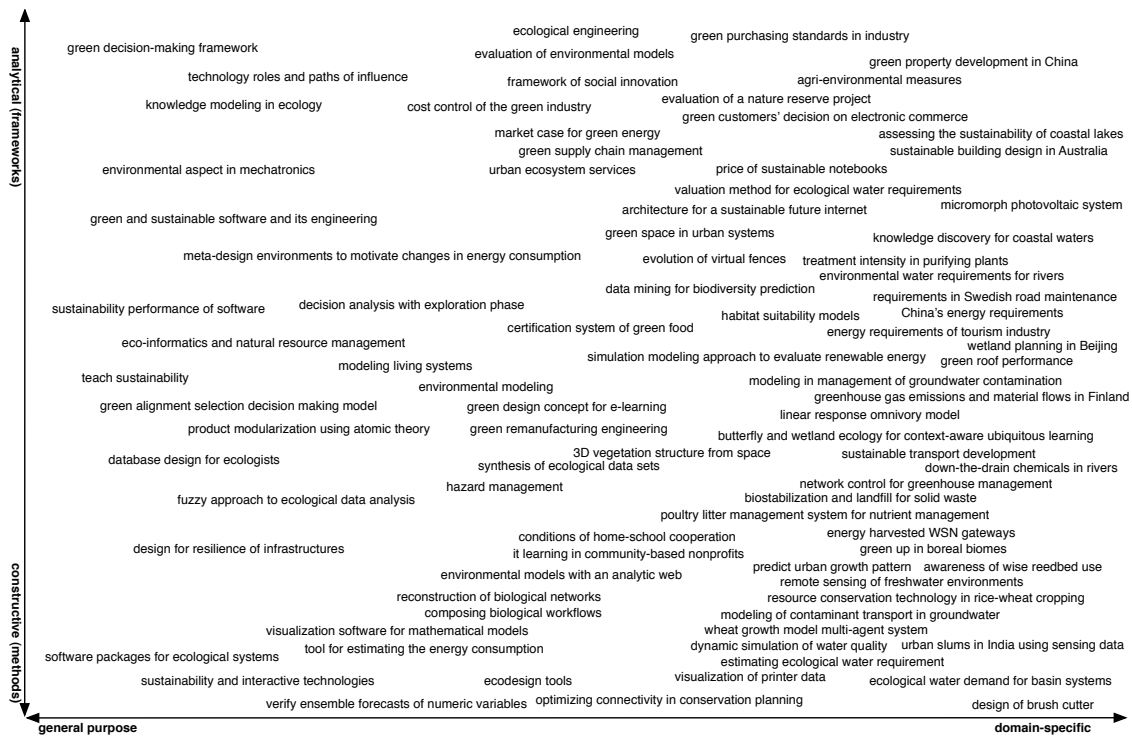 ecological engineering
green purchasing standards in industry
green decision-making framework
evaluation of environmental models
green property development in China
technology roles and paths of influence
framework of social innovation
agri-environmental measures
knowledge modeling in ecology
cost control of the green industry
evaluation of a nature reserve project
green customers' decision on electronic commerce
market case for green energy
assessing the sustainability of coastal lakes
green supply chain management
sustainable building design in Australia
environmental aspect in mechatronics
urban ecosystem services
price of sustainable notebooks
valuation method for ecological water requirements
micromorph photovoltaic system
architecture for a sustainable future internet
green and sustainable software and its engineering
green space in urban systems
knowledge discovery for coastal waters
meta-design environments to motivate changes in energy consumption
evolution of virtual fences
treatment intensity in purifying plants
environmental water requirements for rivers
data mining for biodiversity prediction
requirements in Swedish road maintenance
sustainability performance of software
decision analysis with exploration phase
habitat suitability models
China's energy requirements
certification system of green food
energy requirements of tourism industry
eco-informatics and natural resource management
wetland planning in Beijing
simulation modeling approach to evaluate renewable energy
green roof performance
modeling living systems
teach sustainability
environmental modeling
modeling in management of groundwater contamination
greenhouse gas emissions and material flows in Finland
green alignment selection decision making model
green design concept for e-learning
linear response omnivory model
product modularization using atomic theory
green remanufacturing engineering
butterfly and wetland ecology for context-aware ubiquitous learning
3D vegetation structure from space
sustainable transport development
database design for ecologists
synthesis of ecological data sets
down-the-drain chemicals in rivers
hazard management
network control for greenhouse management
fuzzy approach to ecological data analysis
biostabilization and landfill for solid waste
poultry litter management system for nutrient management
energy harvested WSN gateways
conditions of home-school cooperation
design for resilience of infrastructures
green up in boreal biomes
it learning in community-based nonprofits
predict urban growth pattern
awareness of wise reedbed use
environmental models with an analytic web
remote sensing of freshwater environments
reconstruction of biological networks
resource conservation technology in rice-wheat cropping
composing biological workflows
modeling of contaminant transport in groundwater
visualization software for mathematical models
wheat growth model multi-agent system
tool for estimating the energy consumption
dynamic simulation of water quality
urban slums in India using sensing data
software packages for ecological systems
estimating ecological water requirement
sustainability and interactive technologies
ecodesign tools
visualization of printer data
ecological water demand for basin systems
verify ensemble forecasts of numeric variables
optimizing connectivity in conservation planning
design of brush cutter
analytical (frameworks)
constructive (methods)
general purpose
domain-specific